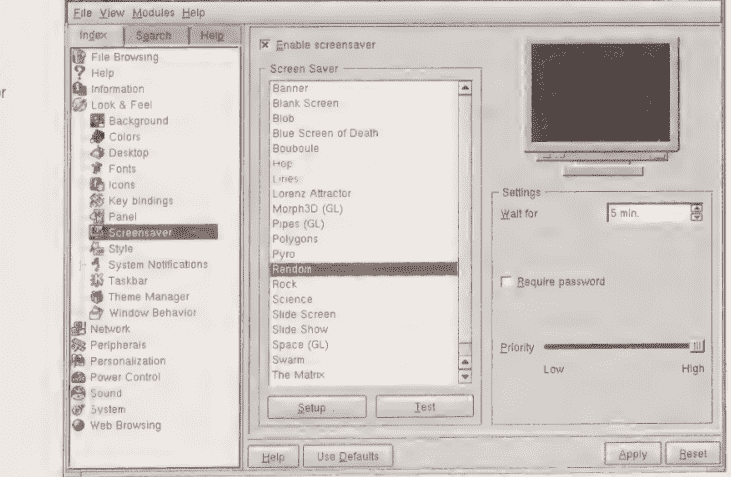 File View Modules Help
Index Search Help
File Browsing
Help
Information
Look & Feel
Background
Colors
Desktop
Fonts
Icons
Key bindings
Panel
Screensaver
Style
System Notifications
Taskbar
Theme Manager
Window Behavior
Network
Peripherals
Personalization
Power Control
Sound
System
Web Browsing
Enable screensaver
Screen Saver
Banner
Blank Screen
Blob
Blue Screen of Death
Bouboule
Hop
Lines
Lorenz Attractor
Morph3D (GL)
Pipes (GL)
Polygons
Pyro
Random
Rock
Science
Slide Screen
Slide Show
Space (GL)
Swarm
The Matrix
Setup...
Test
Settings
Wait for 5 min.
Require password
Priority
Low High
Help Use Defaults
Apply Reset